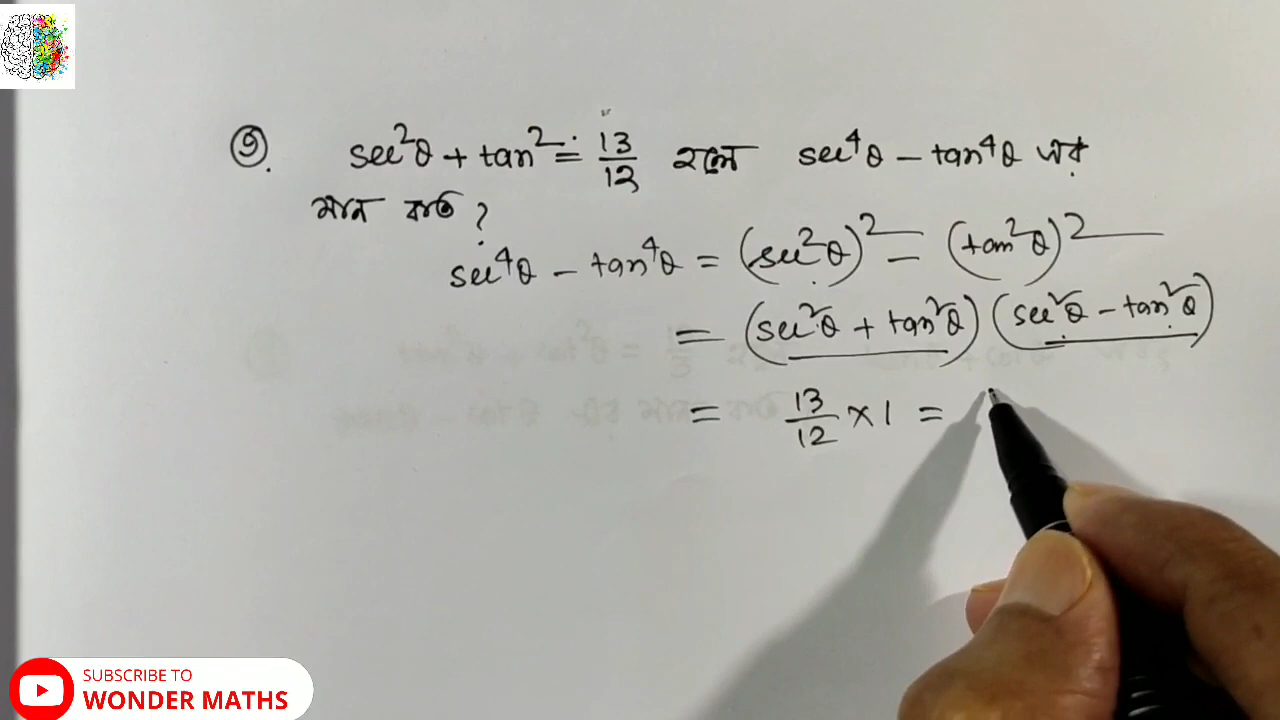 ৩. sec²θ + tan² = 13/12 হলে sec⁴θ − tan⁴θ এর
মান কত ?
sec⁴θ − tan⁴θ = (sec²θ)² − (tan²θ)²
= (sec²θ + tan²θ) (sec²θ − tan²θ)
= 13/12 × 1 =
SUBSCRIBE TO
WONDER MATHS